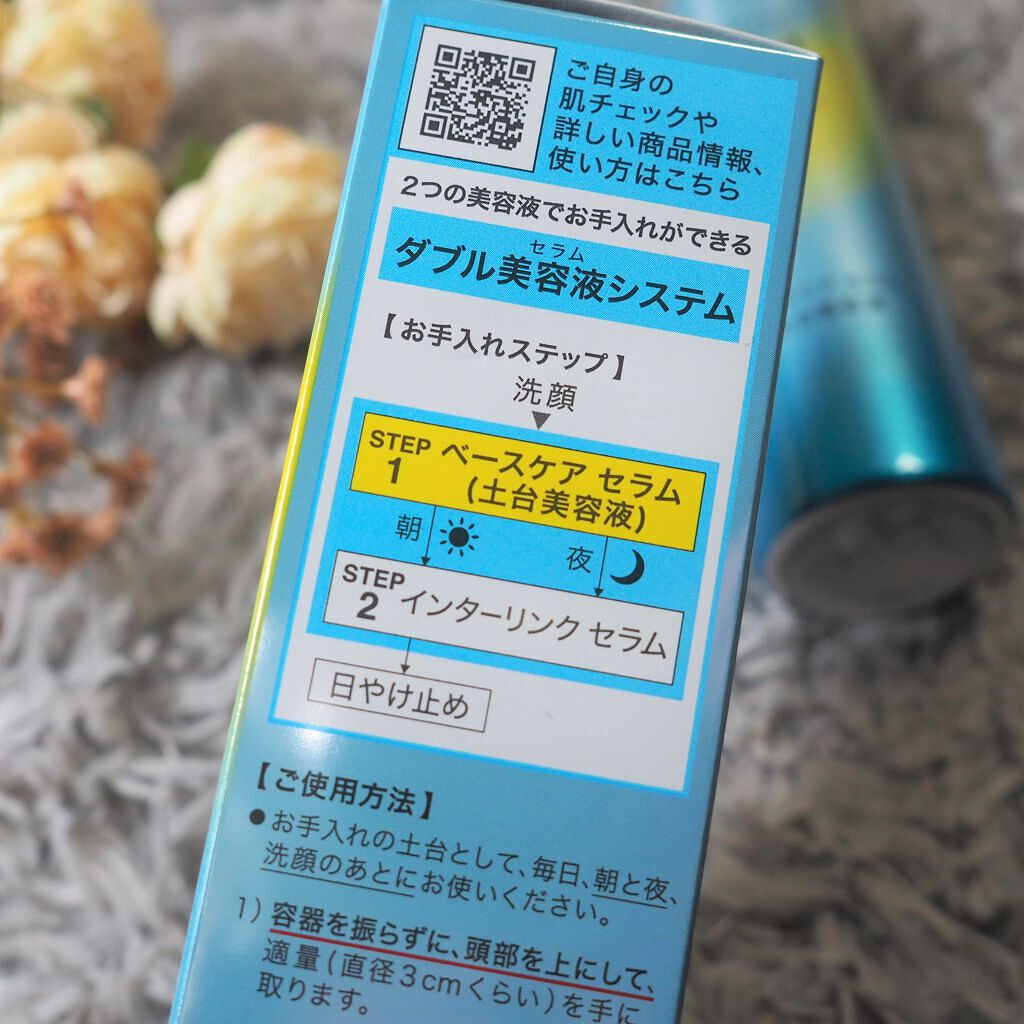 ご自身の
肌チェックや
詳しい商品情報、
使い方はこちら
2つの美容液でお手入れができる
セラム
ダブル美容液システム
【お手入れステップ】
洗顔
STEP 1 ベースケア セラム
(土台美容液)
朝
夜
STEP 2 インターリンク セラム
日やけ止め
【ご使用方法】
●お手入れの土台として、毎日、朝と夜、
洗顔のあとにお使いください。
1) 容器を振らずに、頭部を上にして、
適量(直径3cmくらい)を手に
取ります。